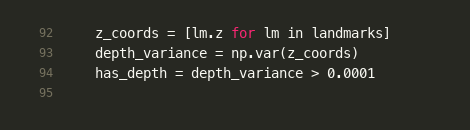 92 z_coords = [lm.z for lm in landmarks]
93 depth_variance = np.var(z_coords)
94 has_depth = depth_variance > 0.0001
95